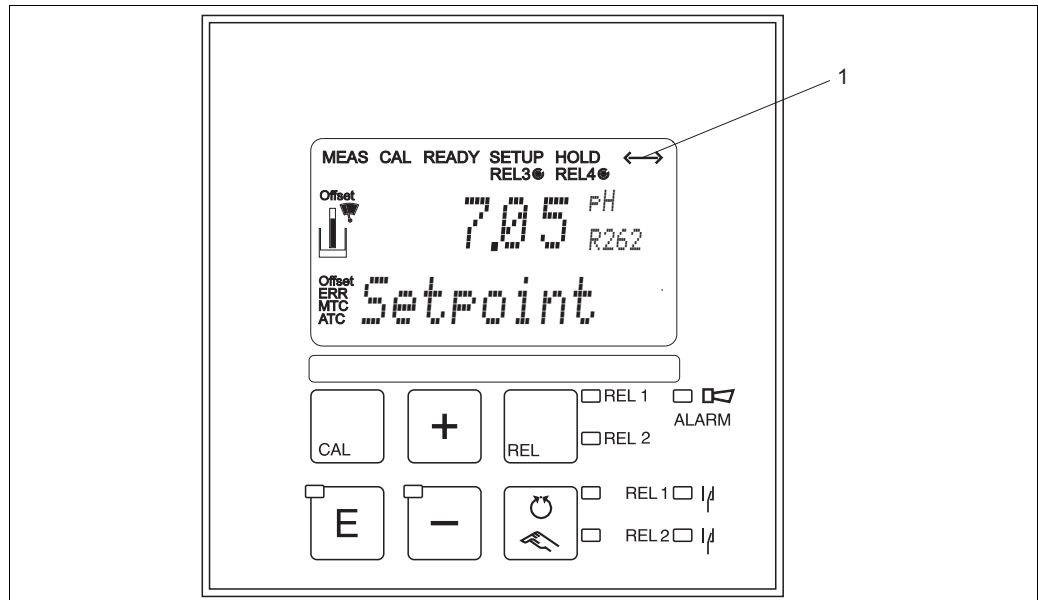 1
MEAS CAL READY SETUP HOLD
REL3 REL4
Offset
7.05 pH
R262
Offset
ERR
MTC
ATC
Setpoint
CAL
+
REL
REL 1
REL 2
ALARM
E
–
REL 1
REL 2